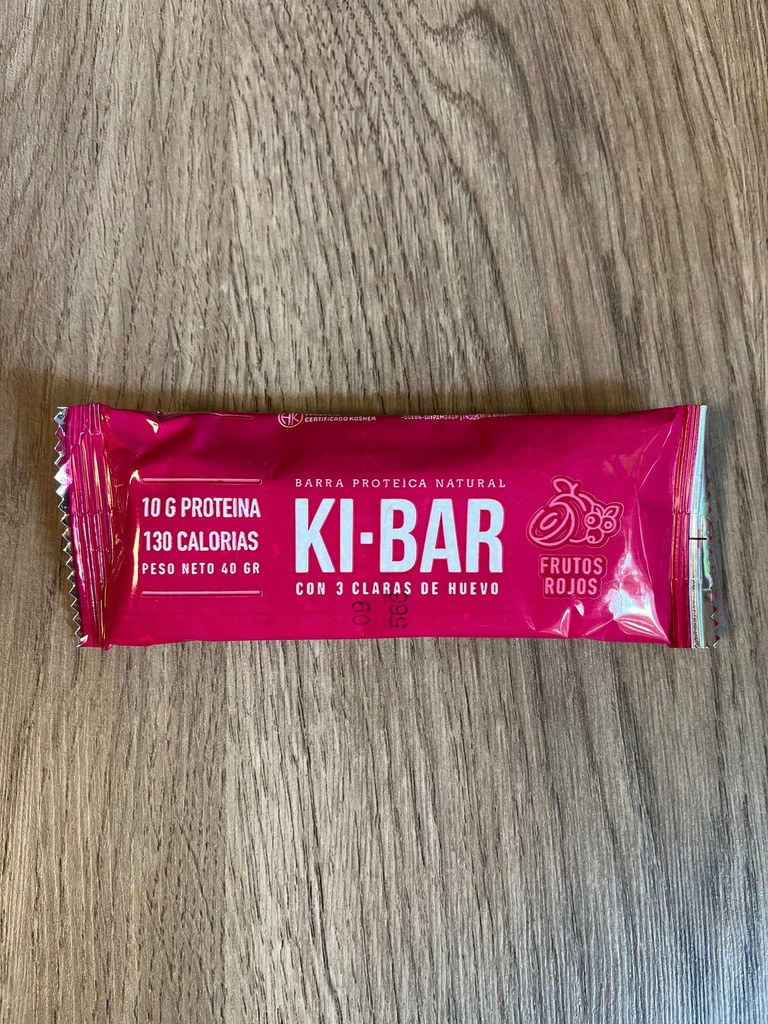 CERTIFICADO KOSHER
10 G PROTEINA
130 CALORIAS
PESO NETO 40 GR
BARRA PROTEICA NATURAL
KI·BAR
CON 3 CLARAS DE HUEVO
FRUTOS
ROJOS
09